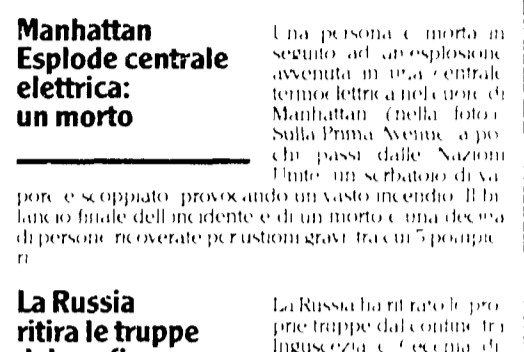 Manhattan
Esplode centrale
elettrica:
un morto
Una persona è morta in
seguito ad un esplosione
avvenuta in una centrale
termoelettrica nel cuore di
Manhattan (nella foto).
Sulla Prima Avenue, a po-
chi passi dalle Nazioni
Unite, un serbatoio di va-
pore è scoppiato provocando un vasto incendio. Il bi-
lancio finale dell'incidente è di un morto e una decina
di persone ricoverate per ustioni gravi, tra cui 5 pompie-
ri
La Russia
ritira le truppe
La Russia ha ritirato le pro-
prie truppe dal confine tra
Inguscezia e Cecenia di